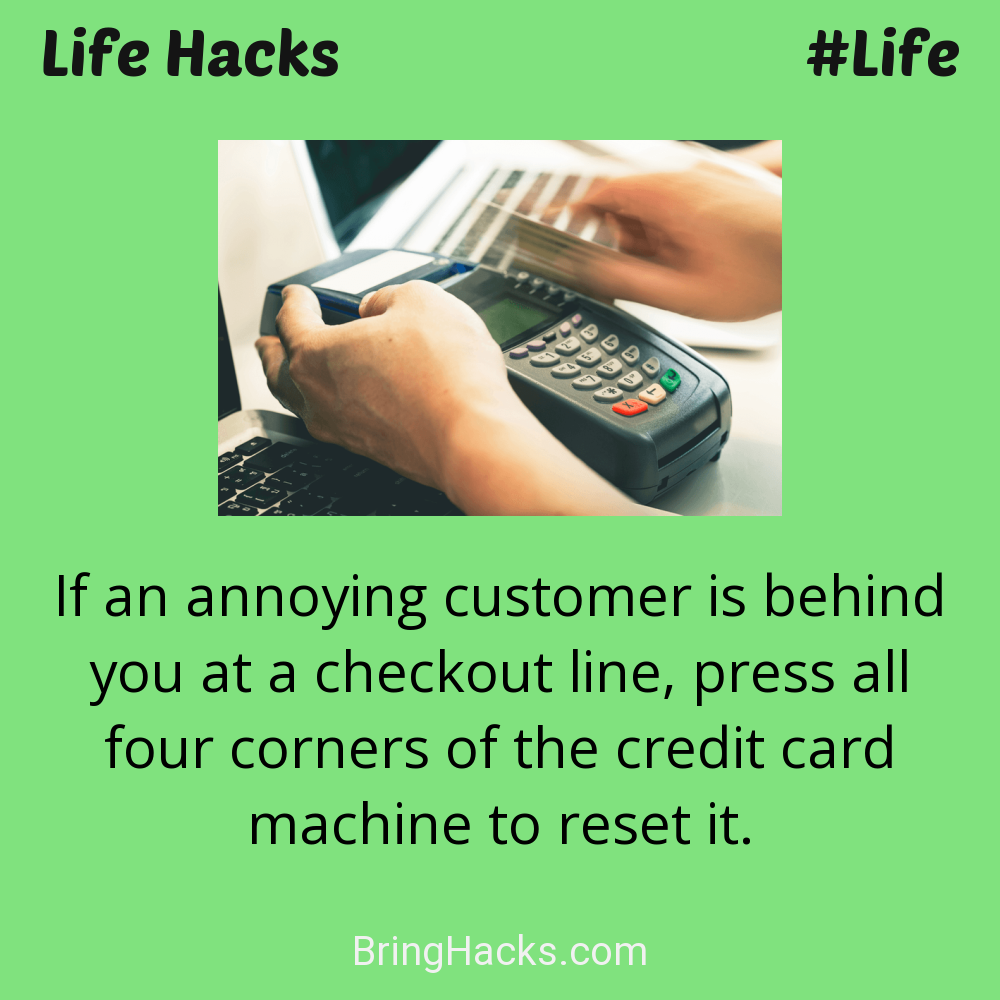 Life Hacks #Life
If an annoying customer is behind
you at a checkout line, press all
four corners of the credit card
machine to reset it.
BringHacks.com